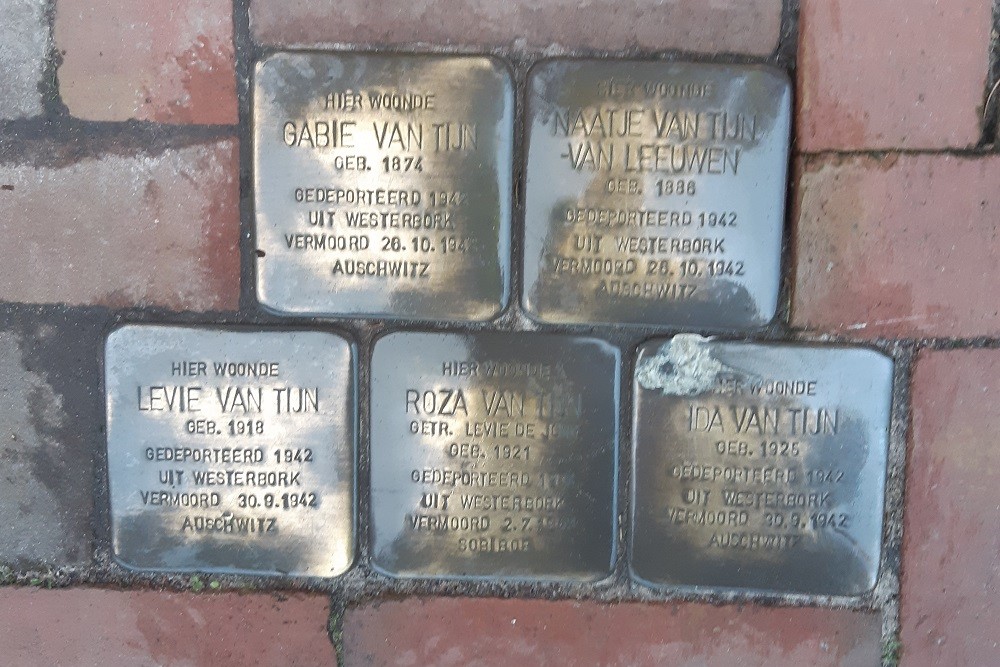 HIER WOONDE
GABIE VAN TIJN
GEB. 1874
GEDEPORTEERD 1942
UIT WESTERBORK
VERMOORD 26.10.1942
AUSCHWITZ
HIER WOONDE
NAATJE VAN TIJN
-VAN LEEUWEN
GEB. 1886
GEDEPORTEERD 1942
UIT WESTERBORK
VERMOORD 26.10.1942
AUSCHWITZ
HIER WOONDE
LEVIE VAN TIJN
GEB. 1918
GEDEPORTEERD 1942
UIT WESTERBORK
VERMOORD 30.9.1942
AUSCHWITZ
HIER WOONDE
ROZA VAN TIJN
GETR. LEVIE DE
GEB. 1921
GEDEPORTEERD
UIT WESTERBORK
VERMOORD
SOBIBOR
HIER WOONDE
IDA VAN TIJN
GEB. 1925
GEDEPORTEERD 1942
UIT WESTERBORK
VERMOORD 30.9.1942
AUSCHWITZ